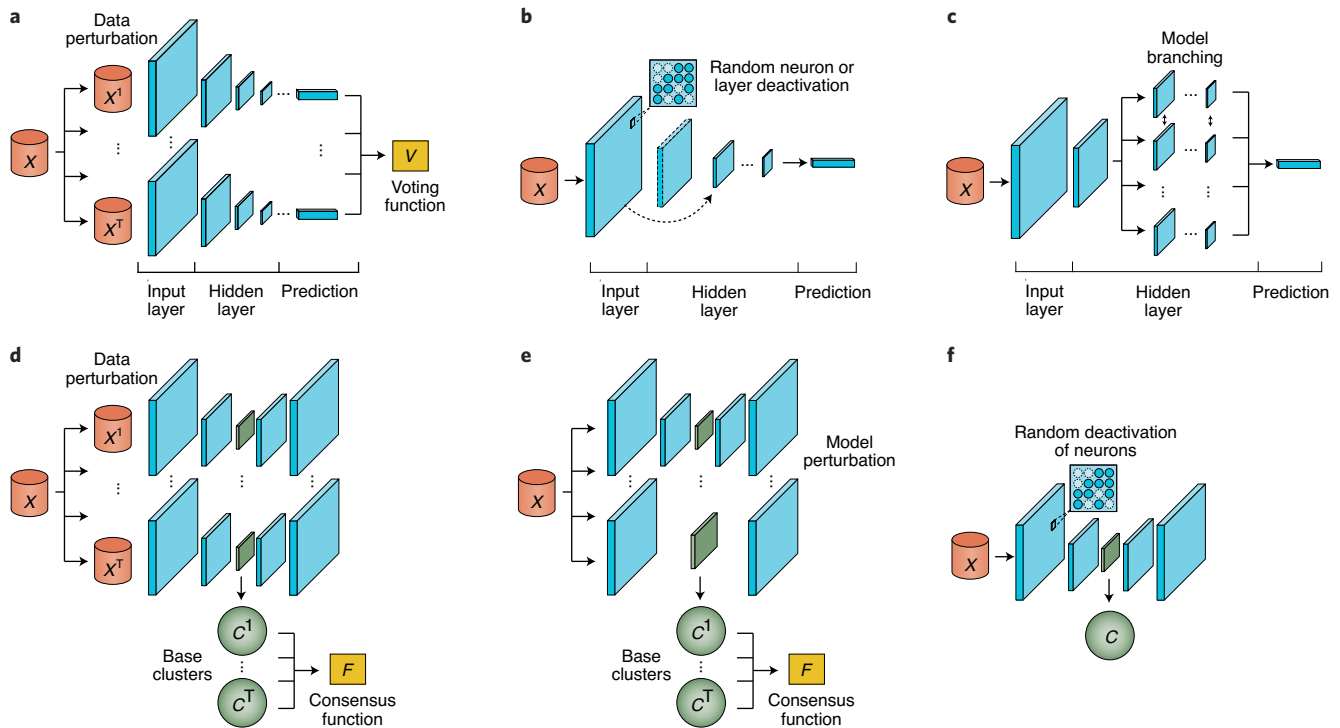 a
Data
perturbation
X¹
X
⋮
⋮
⋮
Xᵀ
...
...
V
Voting
function
Input
layer
Hidden
layer
Prediction
b
Random neuron or
layer deactivation
X
...
Input
layer
Hidden
layer
Prediction
c
Model
branching
X
...
...
⋮
⋮
...
Input
layer
Hidden
layer
Prediction
d
Data
perturbation
X¹
X
⋮
⋮
⋮
Xᵀ
C¹
Base
clusters
⋮
Cᵀ
F
Consensus
function
e
Model
perturbation
X
⋮
⋮
⋮
C¹
Base
clusters
⋮
Cᵀ
F
Consensus
function
f
Random deactivation
of neurons
X
C